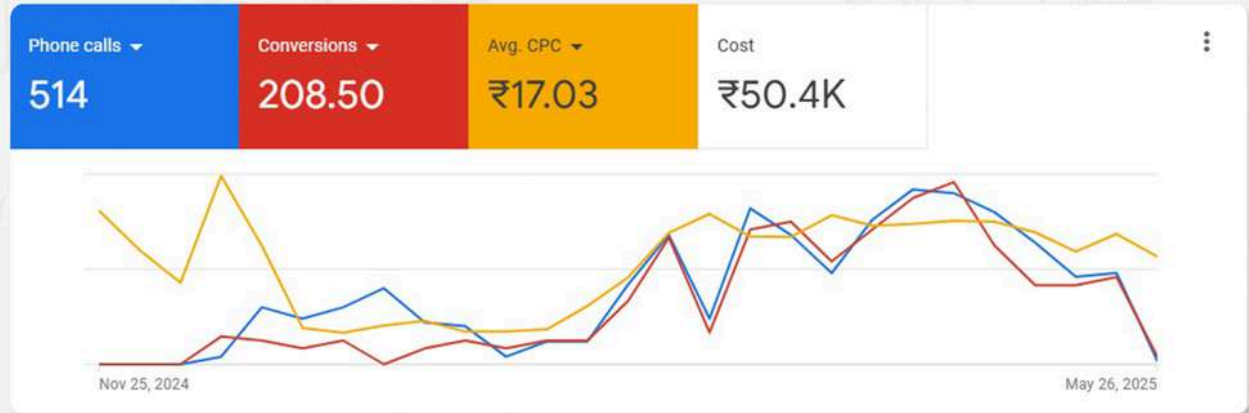 Phone calls
514
Conversions
208.50
Avg. CPC
₹17.03
Cost
₹50.4K
Nov 25, 2024
May 26, 2025